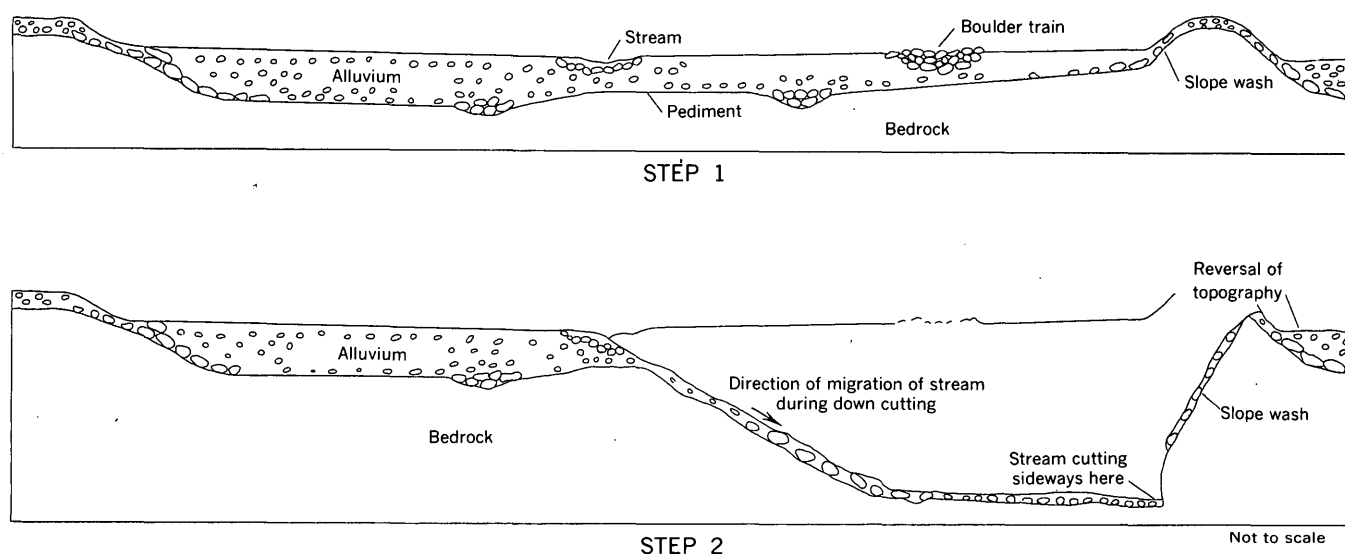 Stream
Boulder train
Alluvium
Slope wash
Pediment
Bedrock
STEP 1
Reversal of
topography
Alluvium
Direction of migration of stream
during down cutting
Slope wash
Bedrock
Stream cutting
sideways here
Not to scale
STEP 2